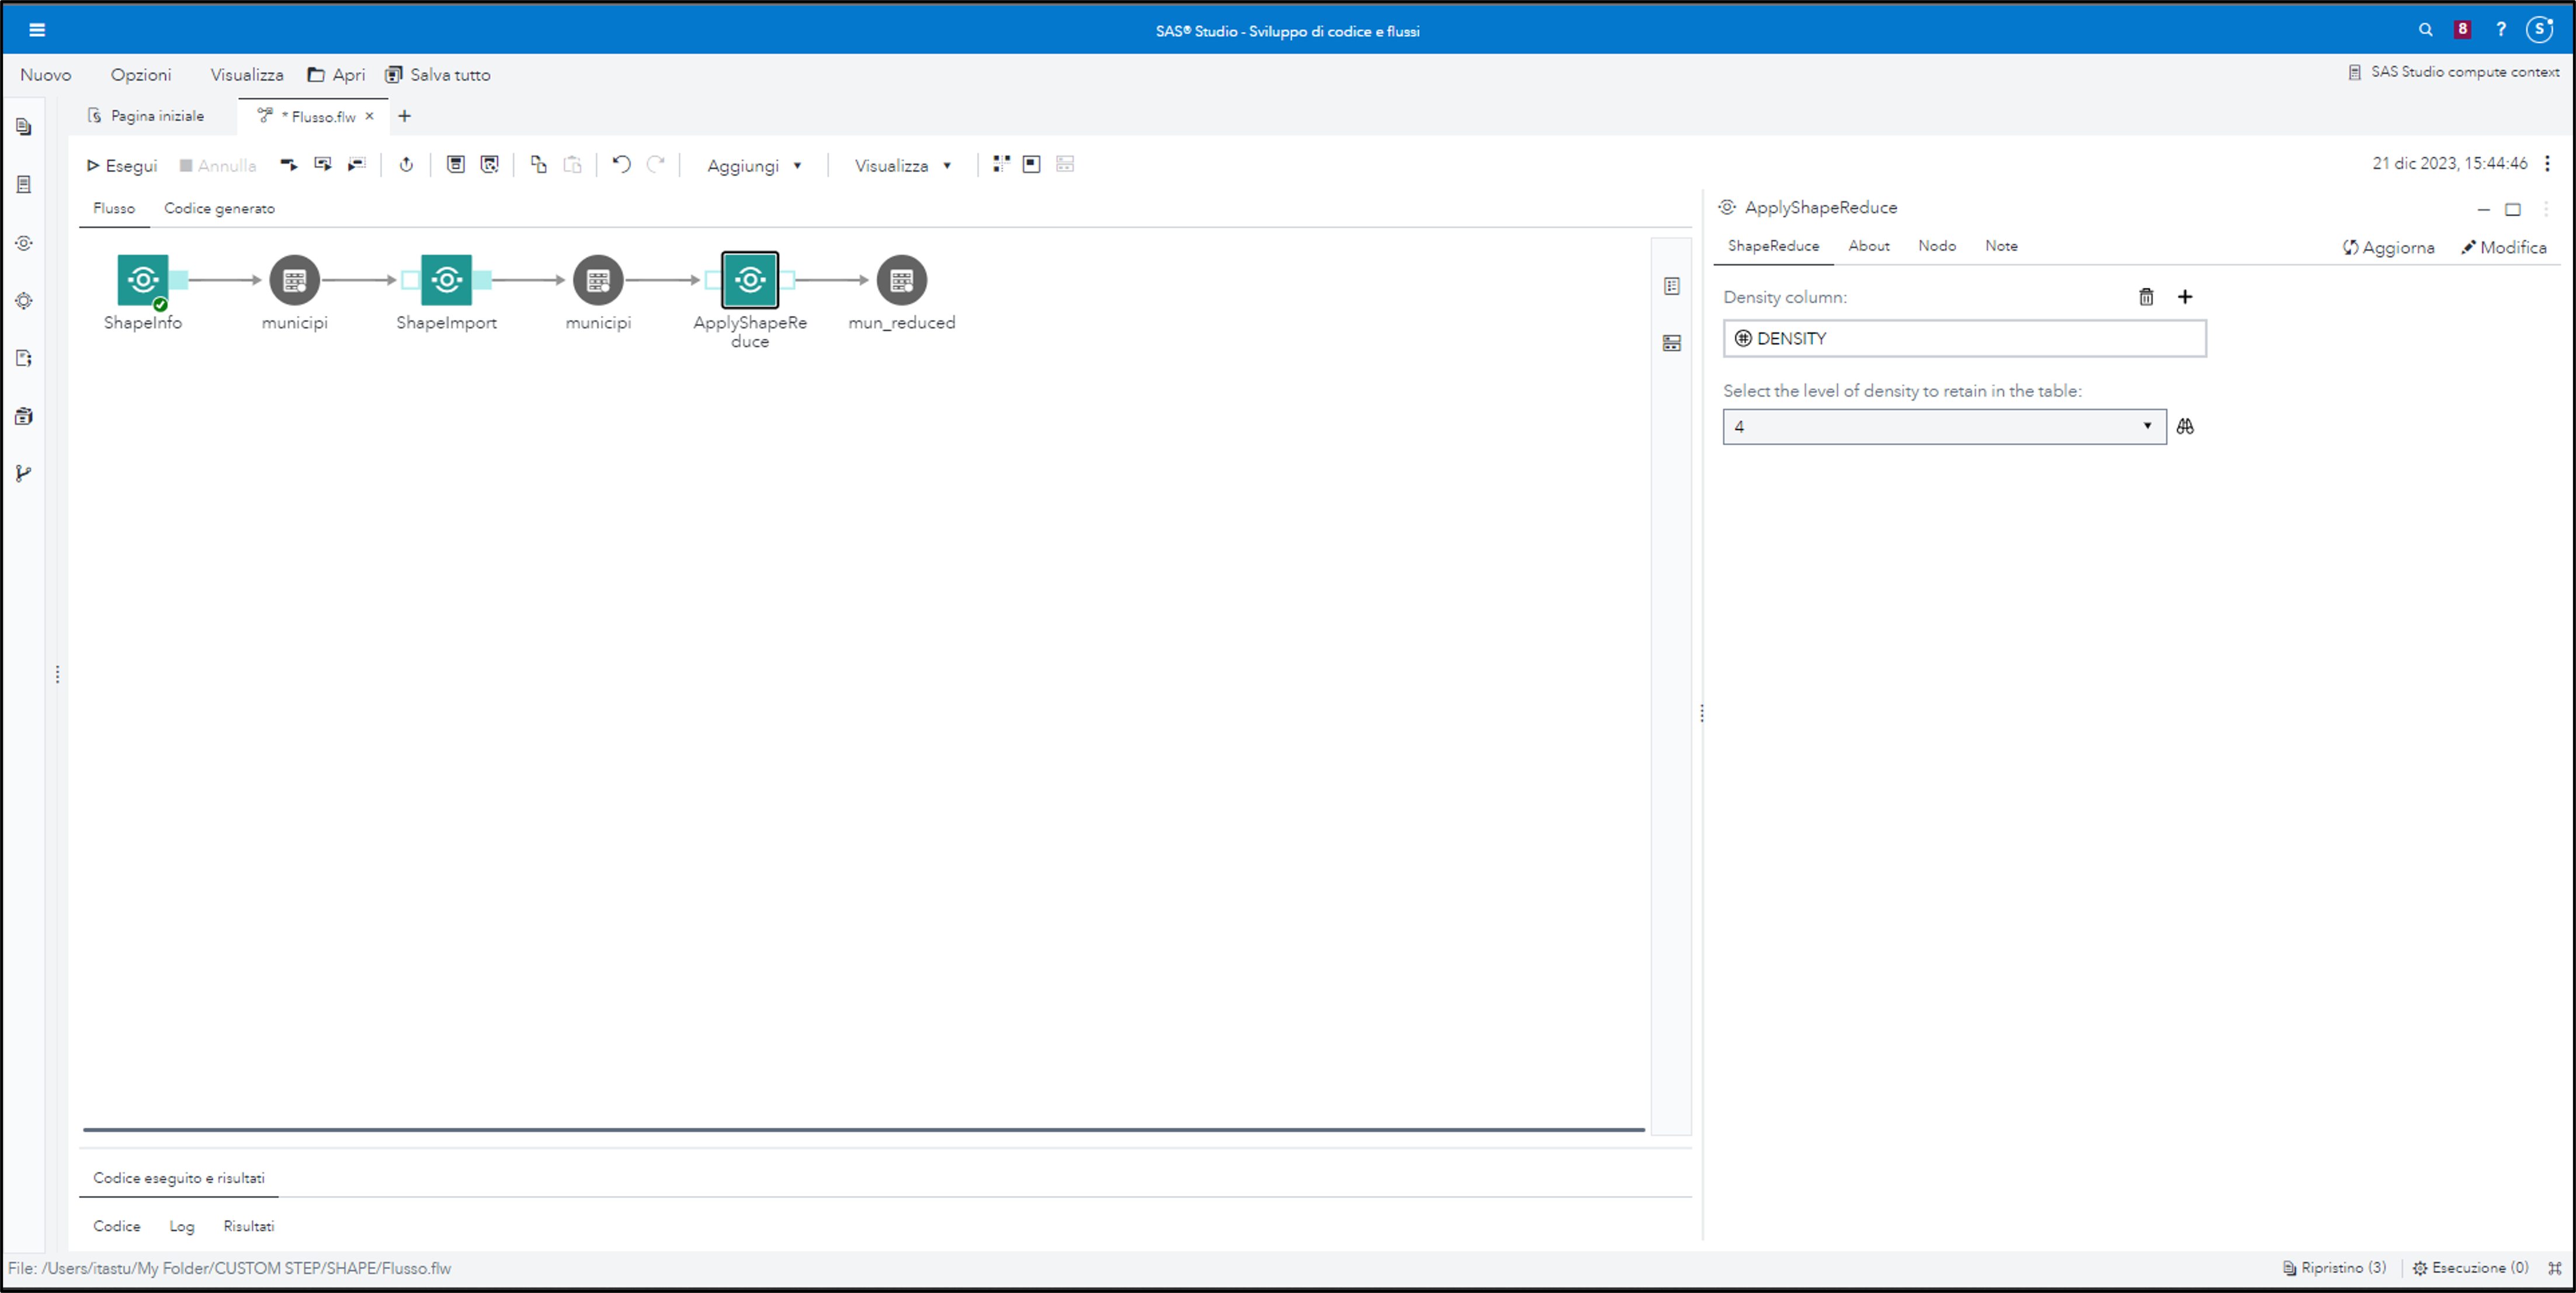 SAS® Studio - Sviluppo di codice e flussi
8
?
S
Nuovo Opzioni Visualizza Apri Salva tutto
SAS Studio compute context
Pagina iniziale * Flusso.flw × +
Esegui Annulla Aggiungi Visualizza
21 dic 2023, 15:44:46
Flusso Codice generato
ShapeInfo
municipi
ShapeImport
municipi
ApplyShapeRe
duce
mun_reduced
ApplyShapeReduce
ShapeReduce About Nodo Note Aggiorna Modifica
Density column:
DENSITY
Select the level of density to retain in the table:
4
Codice eseguito e risultati
Codice Log Risultati
File: /Users/itastu/My Folder/CUSTOM STEP/SHAPE/Flusso.flw
Ripristino (3) Esecuzione (0)